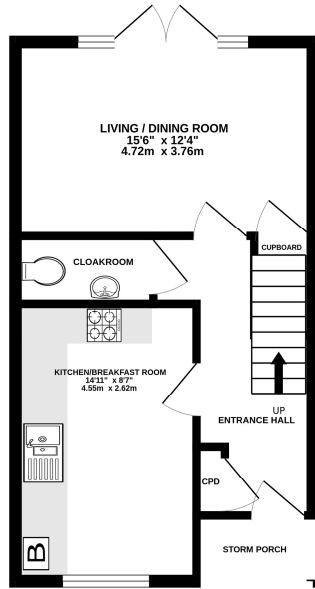 LIVING / DINING ROOM
15'6" x 12'4"
4.72m x 3.76m
CUPBOARD
CLOAKROOM
KITCHEN/BREAKFAST ROOM
14'11" x 8'7"
4.55m x 2.62m
UP
ENTRANCE HALL
CPD
STORM PORCH
B